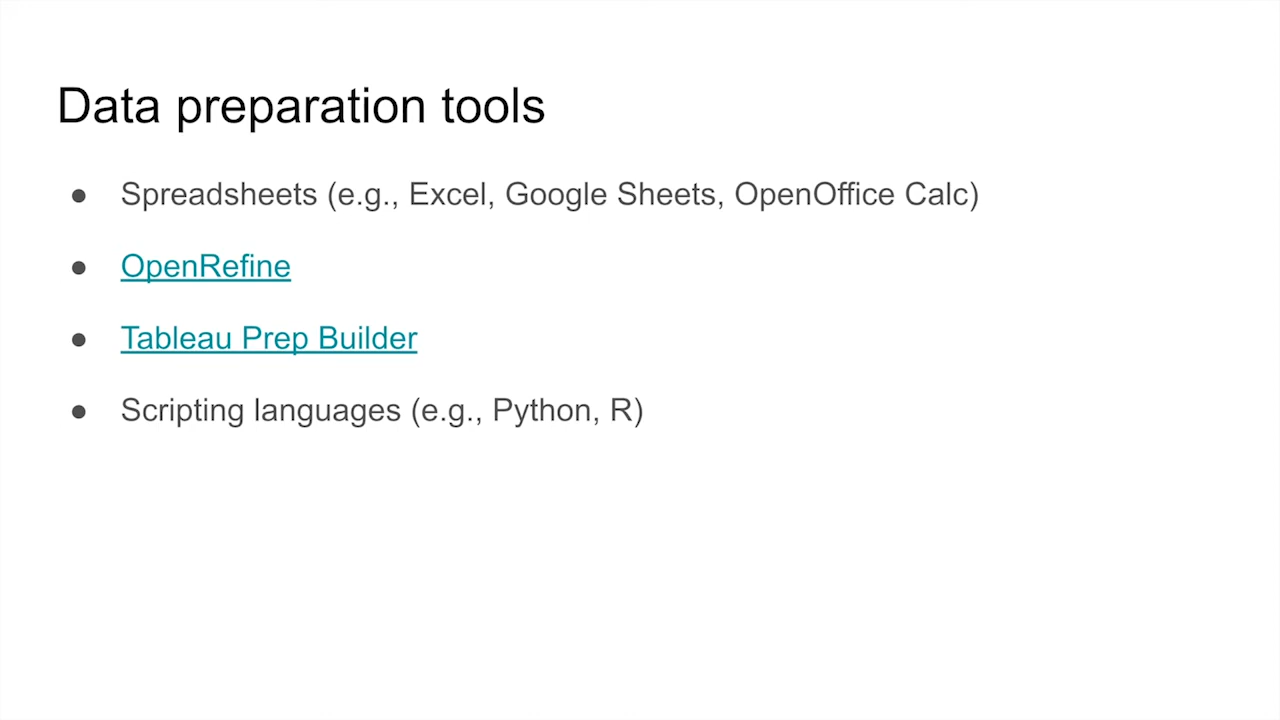 Data preparation tools
● Spreadsheets (e.g., Excel, Google Sheets, OpenOffice Calc)
● OpenRefine
● Tableau Prep Builder
● Scripting languages (e.g., Python, R)